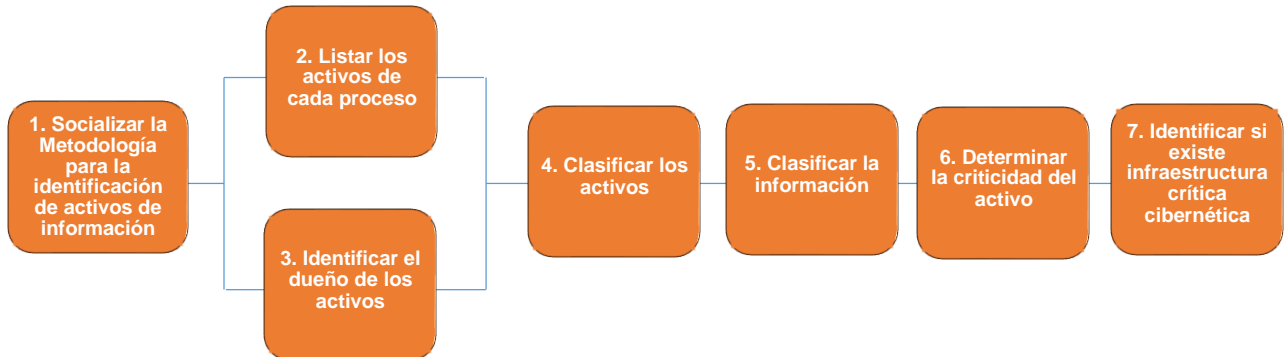 1. Socializar la
Metodología
para la
identificación
de activos de
información
2. Listar los
activos de
cada proceso
3. Identificar el
dueño de los
activos
4. Clasificar los
activos
5. Clasificar la
información
6. Determinar
la criticidad del
activo
7. Identificar si
existe
infraestructura
crítica
cibernética